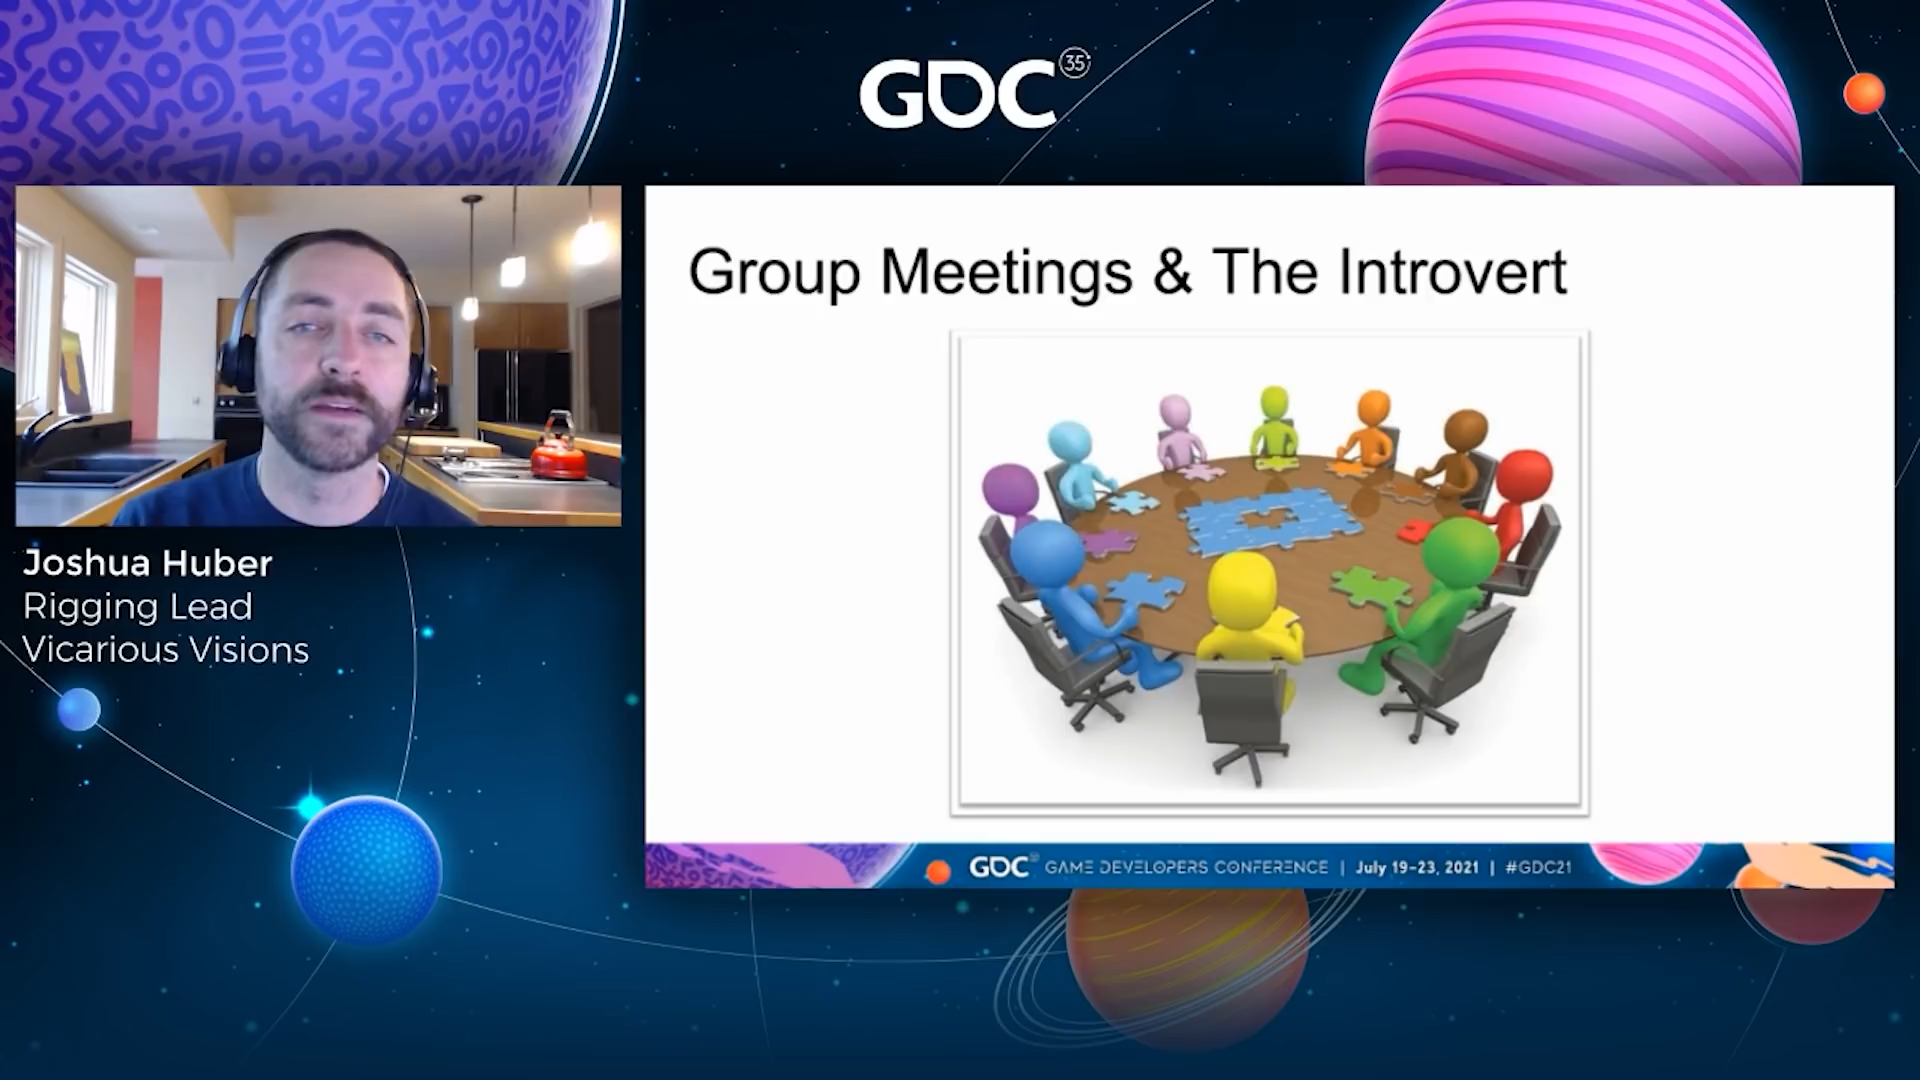 GDC 35
Group Meetings & The Introvert
Joshua Huber
Rigging Lead
Vicarious Visions
GDC GAME DEVELOPERS CONFERENCE | July 19-23, 2021 | #GDC21